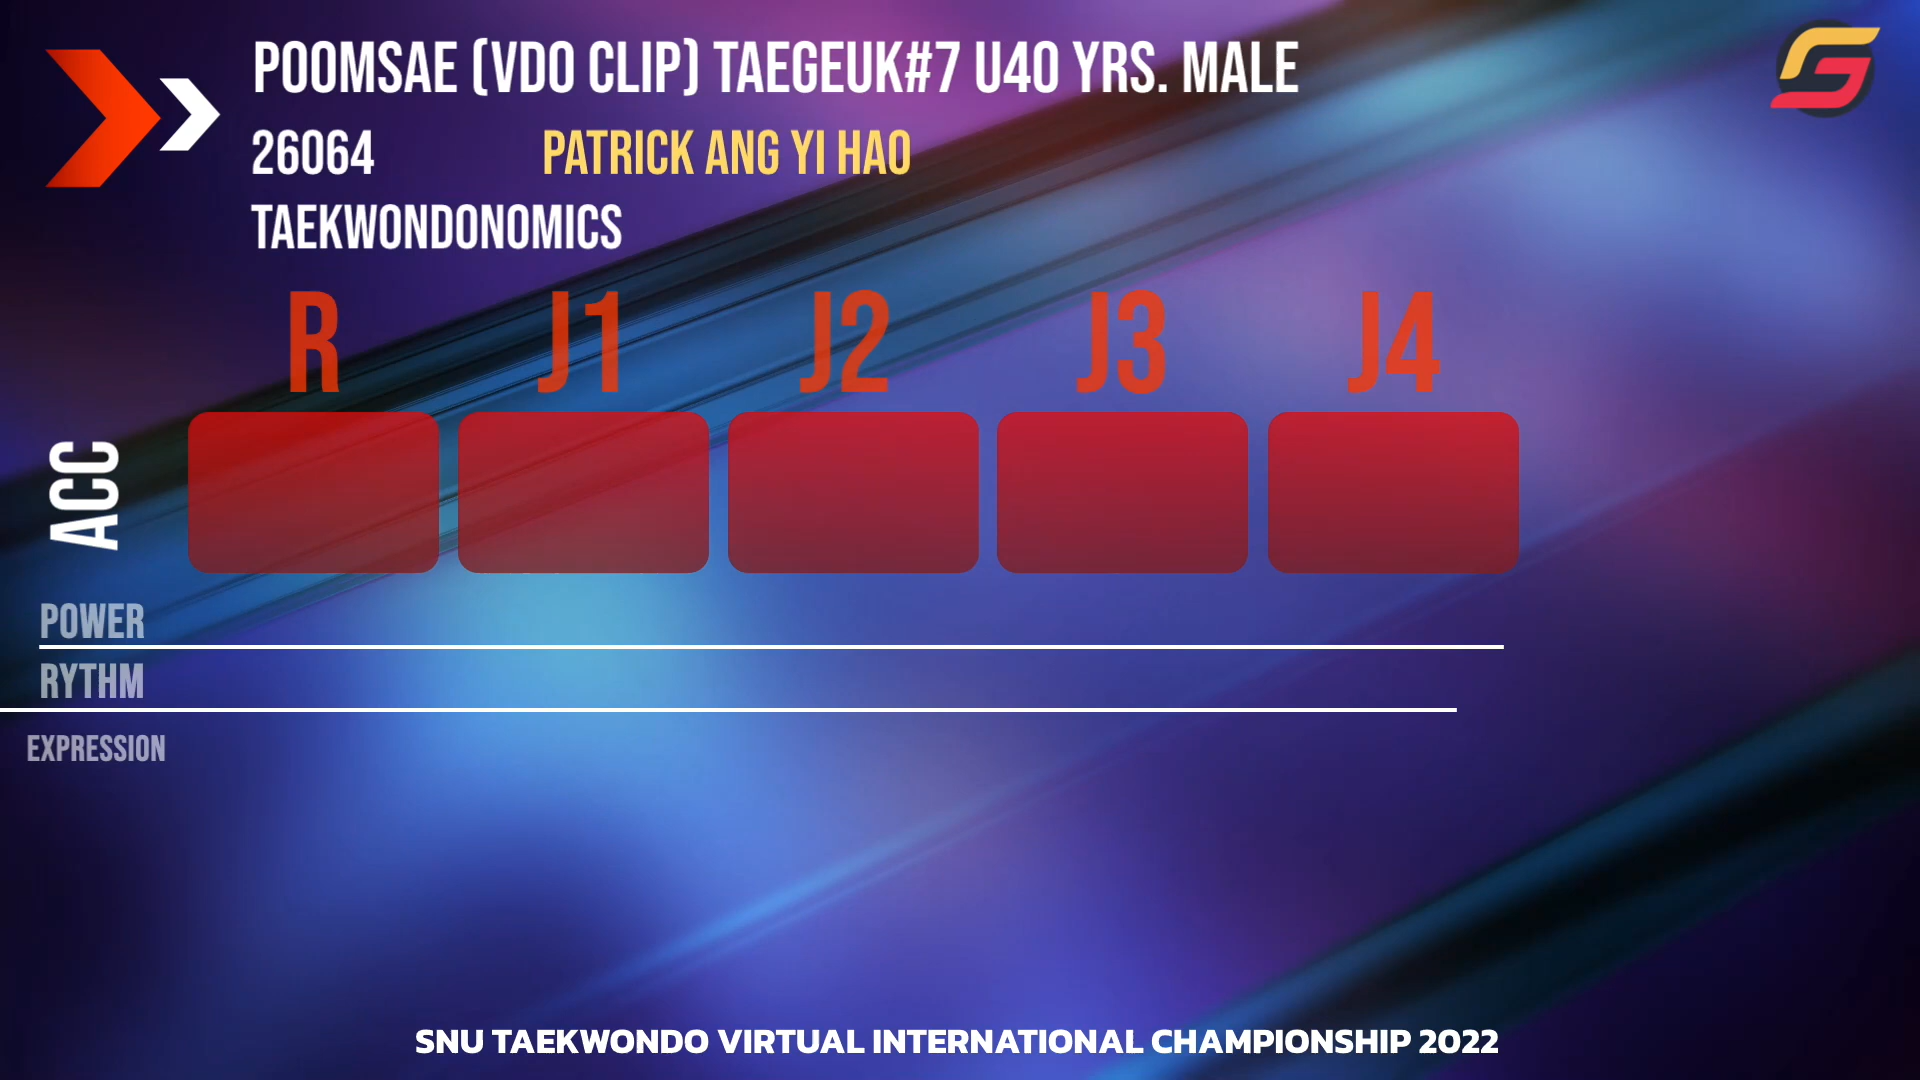 POOMSAE (VDO CLIP) TAEGEUK#7 U40 YRS. MALE
26064 PATRICK ANG YI HAO
TAEKWONDONOMICS
R J1 J2 J3 J4
ACC
POWER
RYTHM
EXPRESSION
SNU TAEKWONDO VIRTUAL INTERNATIONAL CHAMPIONSHIP 2022